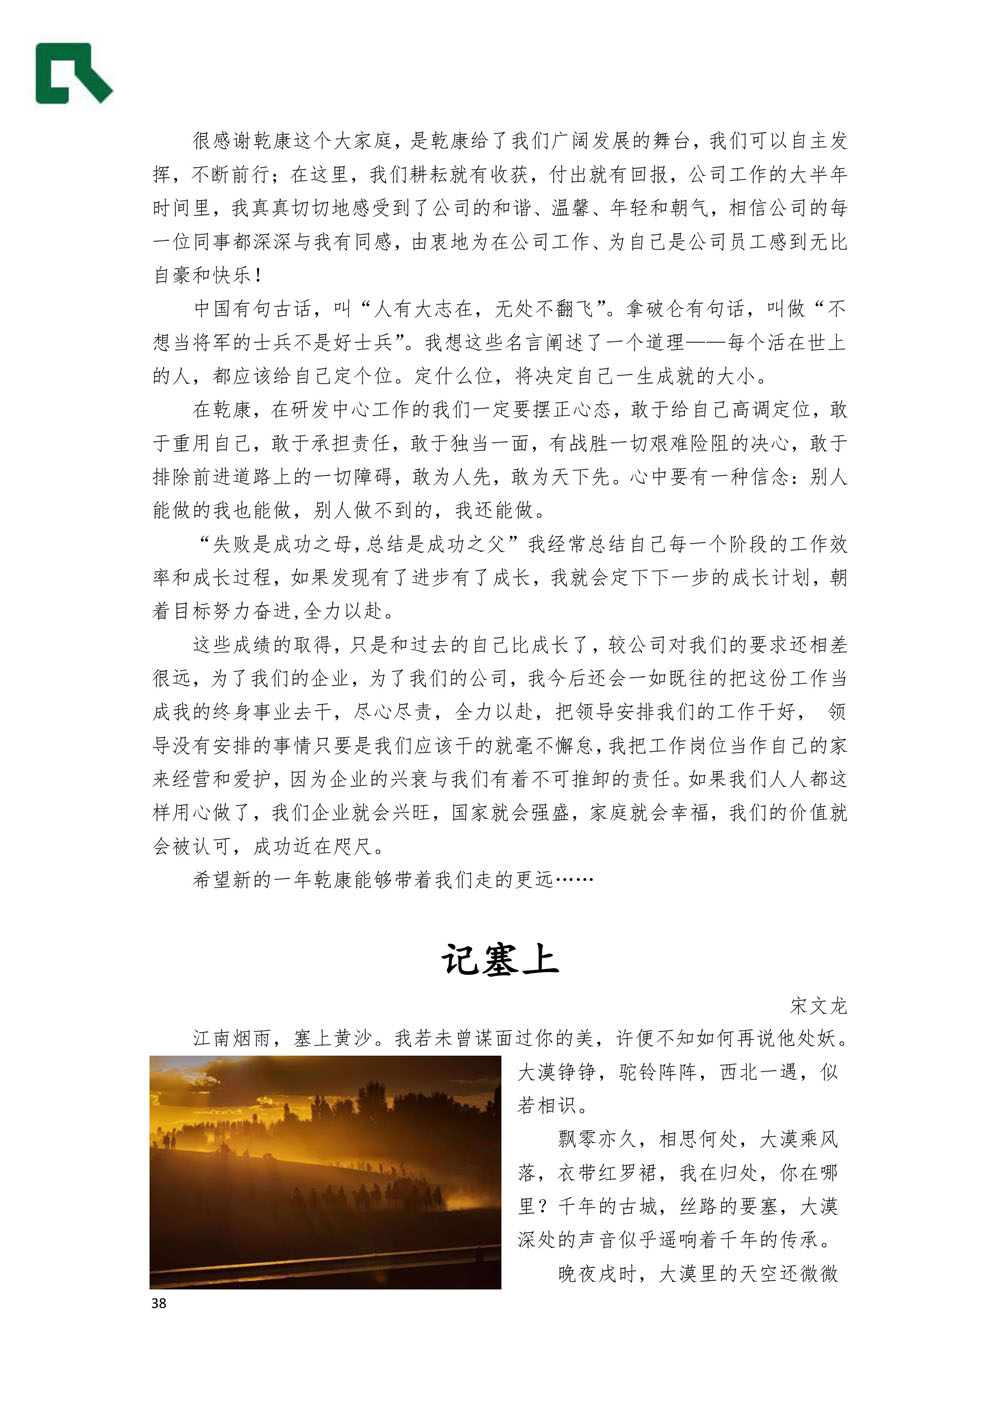 很感谢乾康这个大家庭，是乾康给了我们广阔发展的舞台，我们可以自主发
挥，不断前行；在这里，我们耕耘就有收获，付出就有回报，公司工作的大半年
时间里，我真真切切地感受到了公司的和谐、温馨、年轻和朝气，相信公司的每
一位同事都深深与我有同感，由衷地为在公司工作、为自己是公司员工感到无比
自豪和快乐！
中国有句古话，叫“人有大志在，无处不翻飞”。拿破仑有句话，叫做“不
想当将军的士兵不是好士兵”。我想这些名言阐述了一个道理——每个活在世上
的人，都应该给自己定个位。定什么位，将决定自己一生成就的大小。
在乾康，在研发中心工作的我们一定要摆正心态，敢于给自己高调定位，敢
于重用自己，敢于承担责任，敢于独当一面，有战胜一切艰难险阻的决心，敢于
排除前进道路上的一切障碍，敢为人先，敢为天下先。心中要有一种信念：别人
能做的我也能做，别人做不到的，我还能做。
“失败是成功之母,总结是成功之父”我经常总结自己每一个阶段的工作效
率和成长过程，如果发现有了进步有了成长，我就会定下下一步的成长计划，朝
着目标努力奋进,全力以赴。
这些成绩的取得，只是和过去的自己比成长了，较公司对我们的要求还相差
很远，为了我们的企业，为了我们的公司，我今后还会一如既往的把这份工作当
成我的终身事业去干，尽心尽责，全力以赴，把领导安排我们的工作干好， 领
导没有安排的事情只要是我们应该干的就毫不懈怠，我把工作岗位当作自己的家
来经营和爱护，因为企业的兴衰与我们有着不可推卸的责任。如果我们人人都这
样用心做了，我们企业就会兴旺，国家就会强盛，家庭就会幸福，我们的价值就
会被认可，成功近在咫尺。
希望新的一年乾康能够带着我们走的更远……
记塞上
宋文龙
江南烟雨，塞上黄沙。我若未曾谋面过你的美，许便不知如何再说他处妖。
大漠铮铮，驼铃阵阵，西北一遇，似
若相识。
飘零亦久，相思何处，大漠乘风
落，衣带红罗裙，我在归处，你在哪
里？千年的古城，丝路的要塞，大漠
深处的声音似乎遥响着千年的传承。
晚夜戌时，大漠里的天空还微微
38